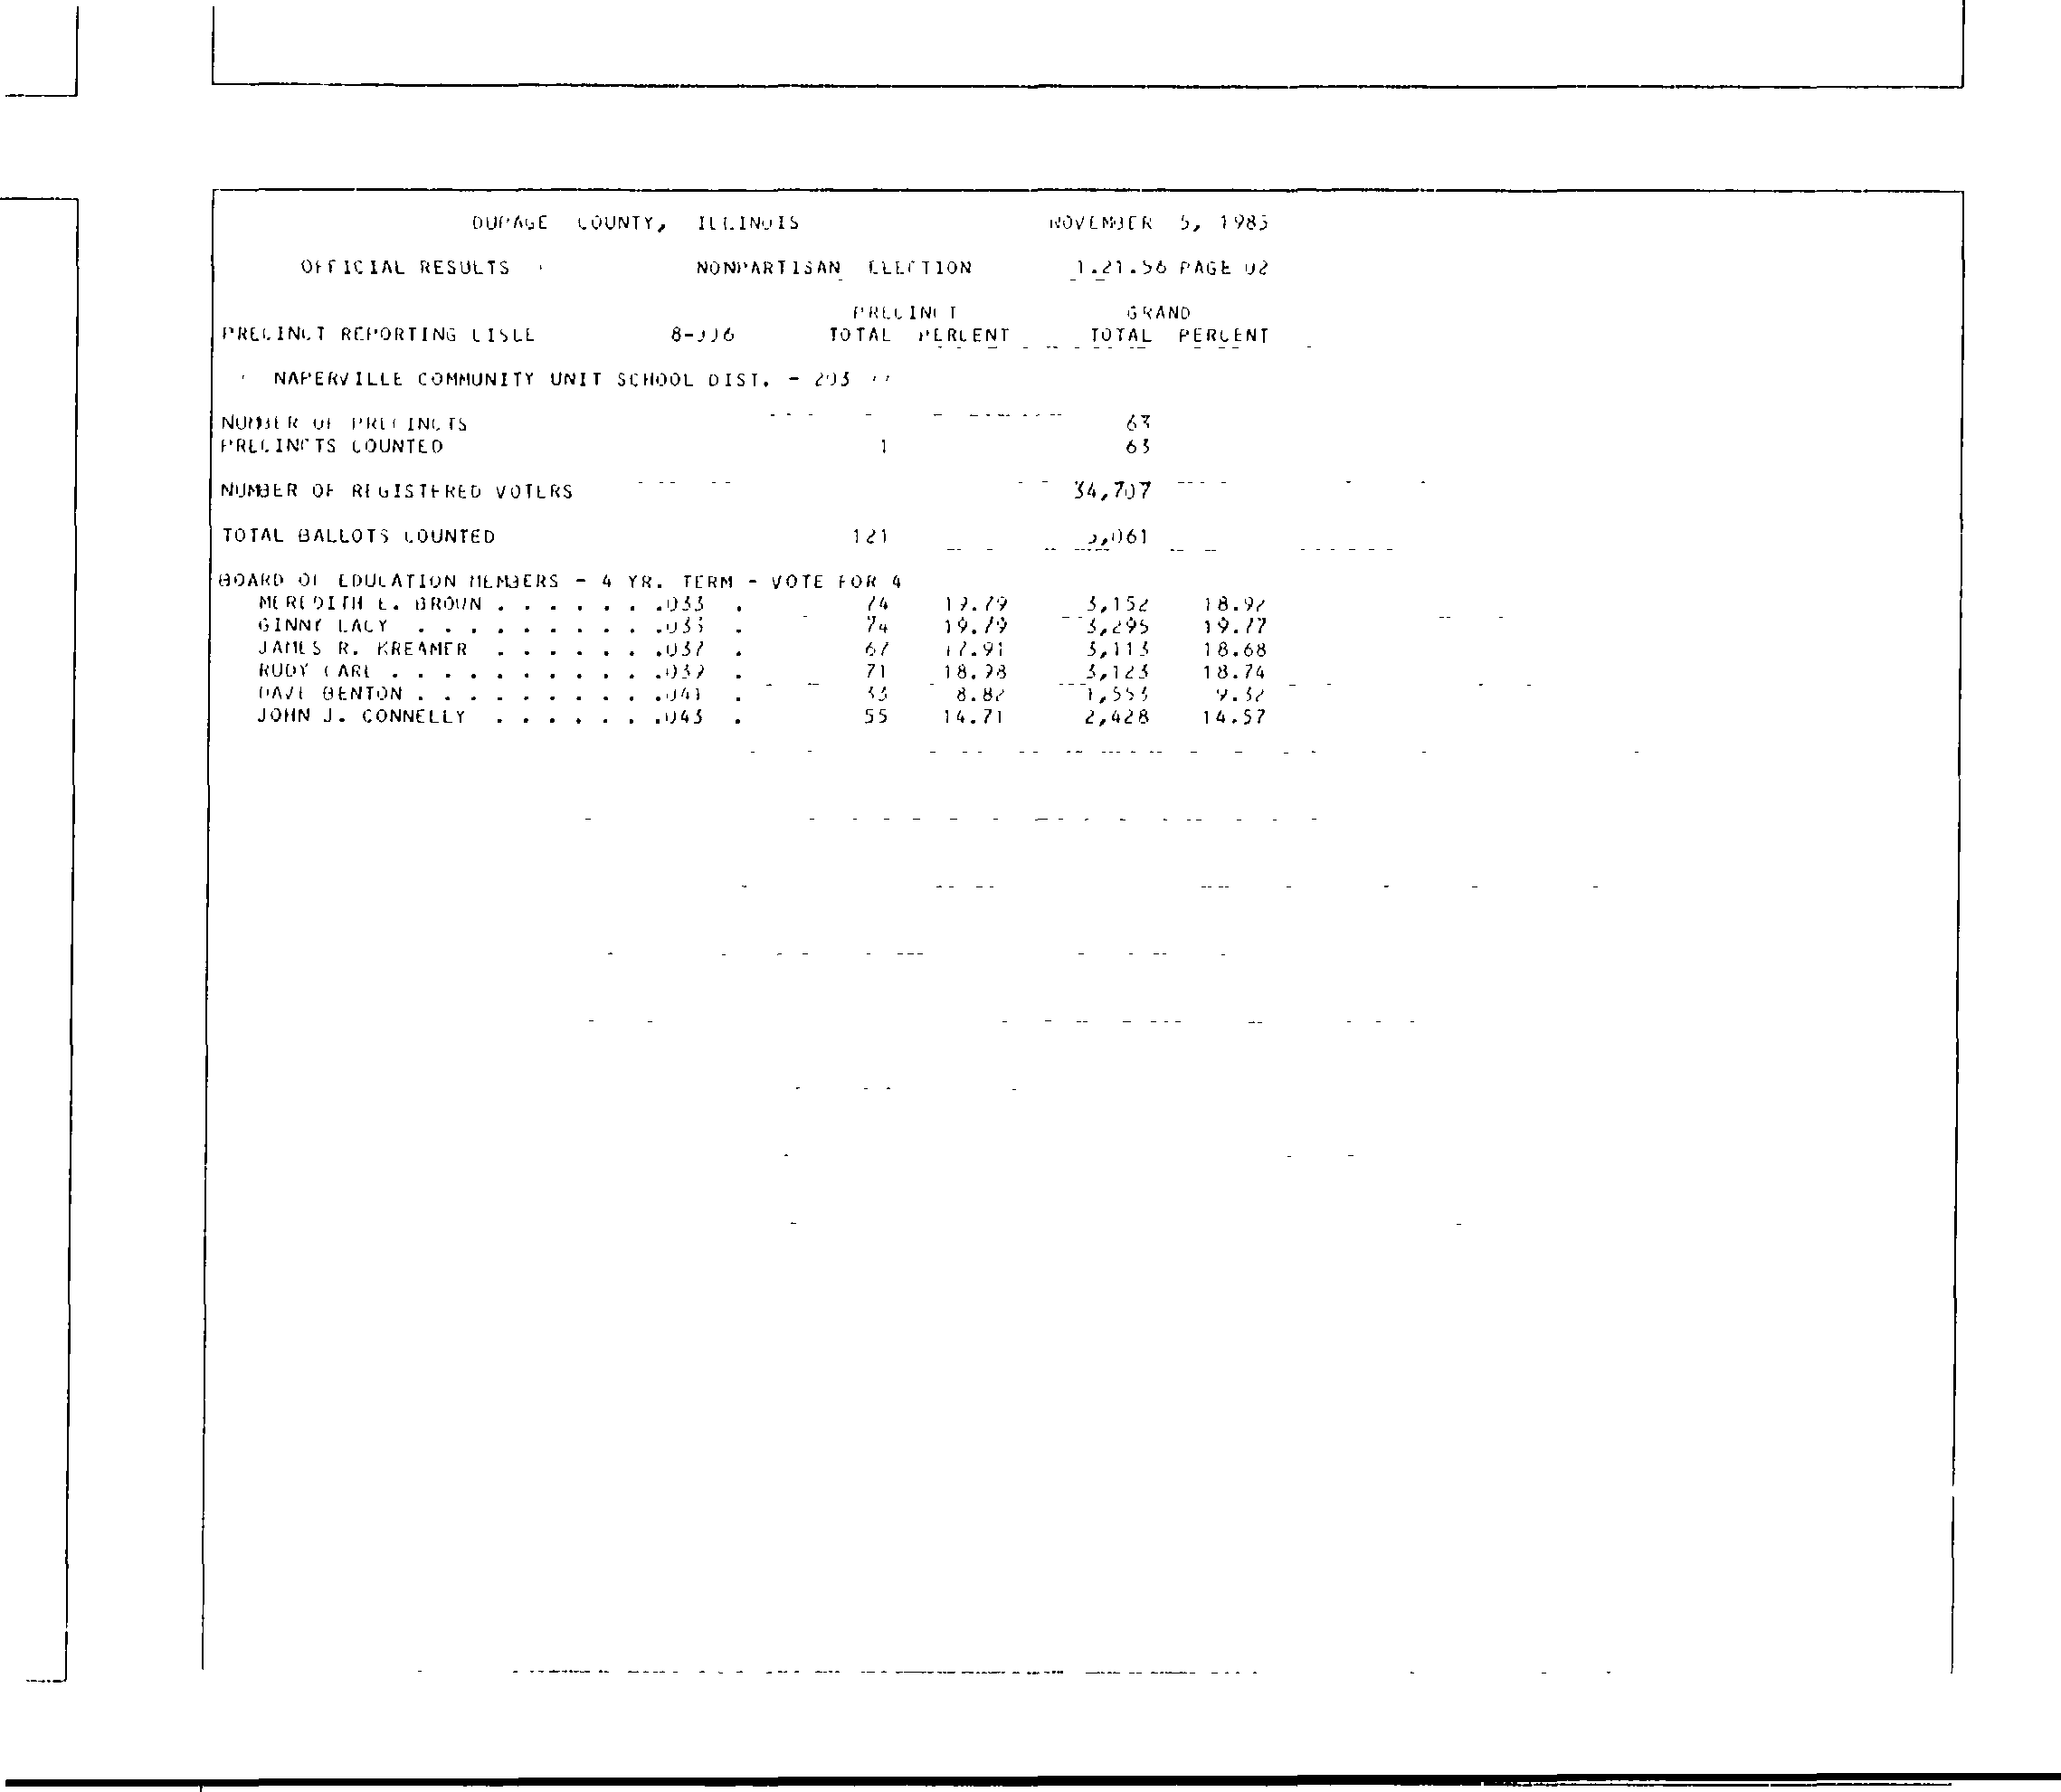 DUPAGE COUNTY, ILLINOIS NOVEMBER 5, 1985
OFFICIAL RESULTS NONPARTISAN ELECTION 1.21.56 PAGE 02
PRECINCT GRAND
PRECINCT REPORTING LISLE 8-006 TOTAL PERCENT TOTAL PERCENT
NAPERVILLE COMMUNITY UNIT SCHOOL DIST. - 203
NUMBER OF PRECINCTS 63
PRECINCTS COUNTED 1 63
NUMBER OF REGISTERED VOTERS 34,707
TOTAL BALLOTS COUNTED 121 5,061
BOARD OF EDUCATION MEMBERS - 4 YR. TERM - VOTE FOR 4
MEREDITH E. BROWN . . . . . . .033 . 74 19.79 3,152 18.92
GINNY LACY . . . . . . . . . .035 . 74 19.79 3,295 19.77
JAMES R. KREAMER . . . . . . .037 . 67 17.91 3,113 18.68
RUDY CARL . . . . . . . . . . .039 . 71 18.98 3,123 18.74
DAVE BENTON . . . . . . . . . .041 . 33 8.82 1,553 9.32
JOHN J. CONNELLY . . . . . . .043 . 55 14.71 2,428 14.57